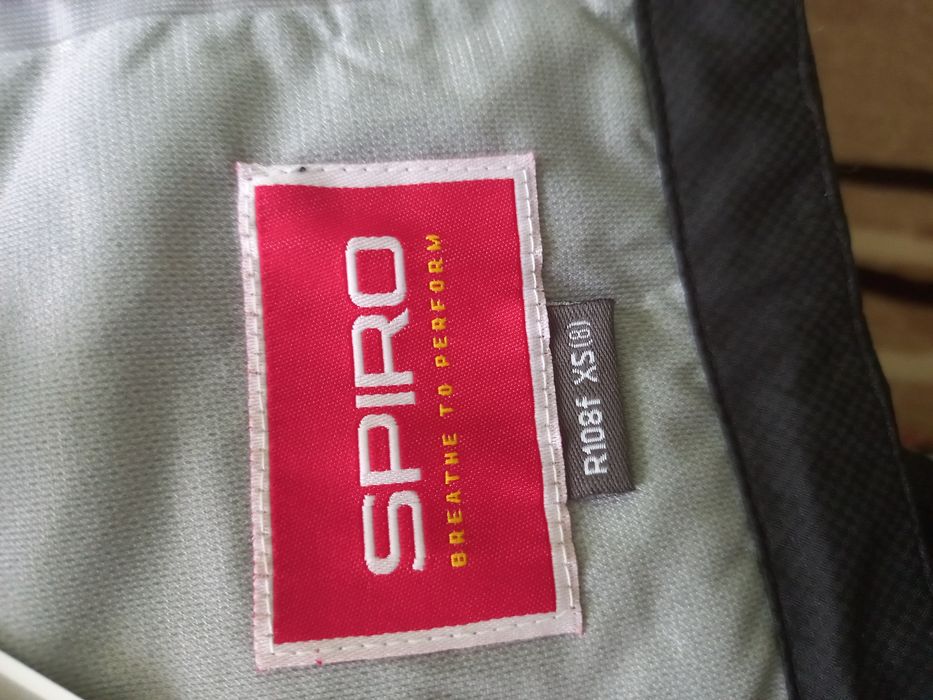 SPIRO
BREATHE TO PERFORM
R108f XS(8)